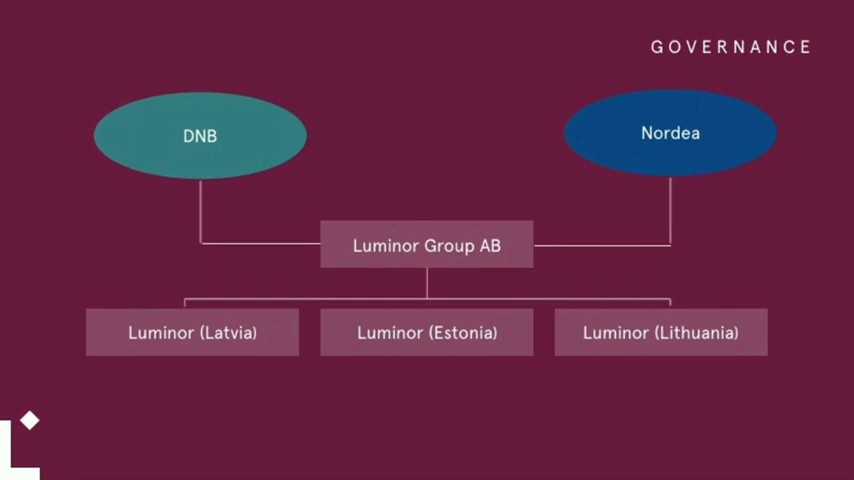 GOVERNANCE
DNB
Nordea
Luminor Group AB
Luminor (Latvia)
Luminor (Estonia)
Luminor (Lithuania)